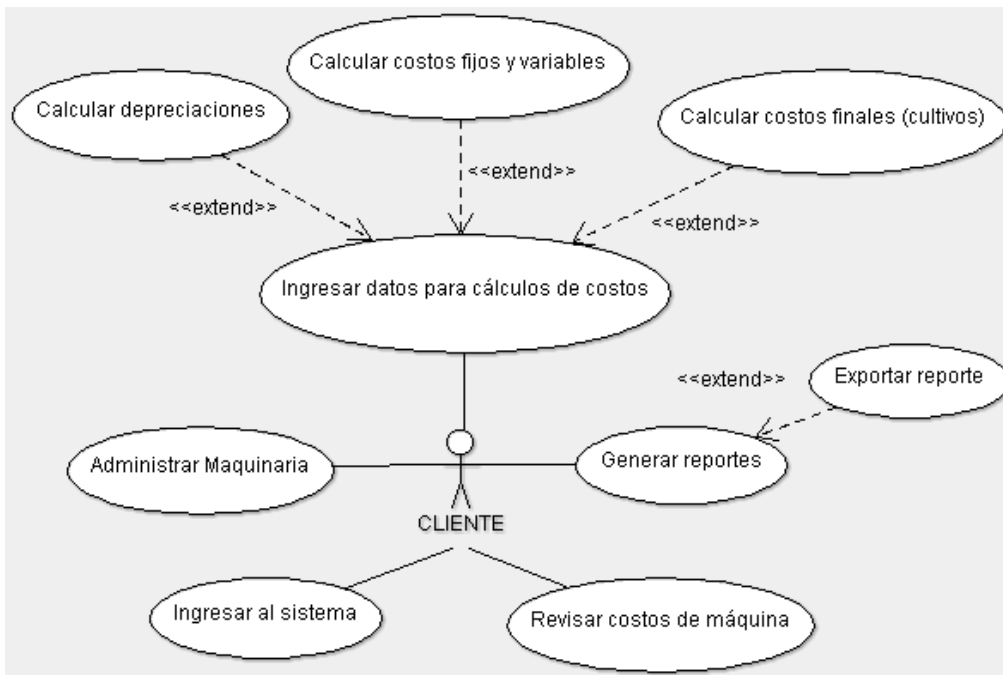 Calcular costos fijos y variables
Calcular depreciaciones
Calcular costos finales (cultivos)
<<extend>>
<<extend>>
<<extend>>
Ingresar datos para cálculos de costos
<<extend>>
Exportar reporte
Administrar Maquinaria
Generar reportes
CLIENTE
Ingresar al sistema
Revisar costos de máquina